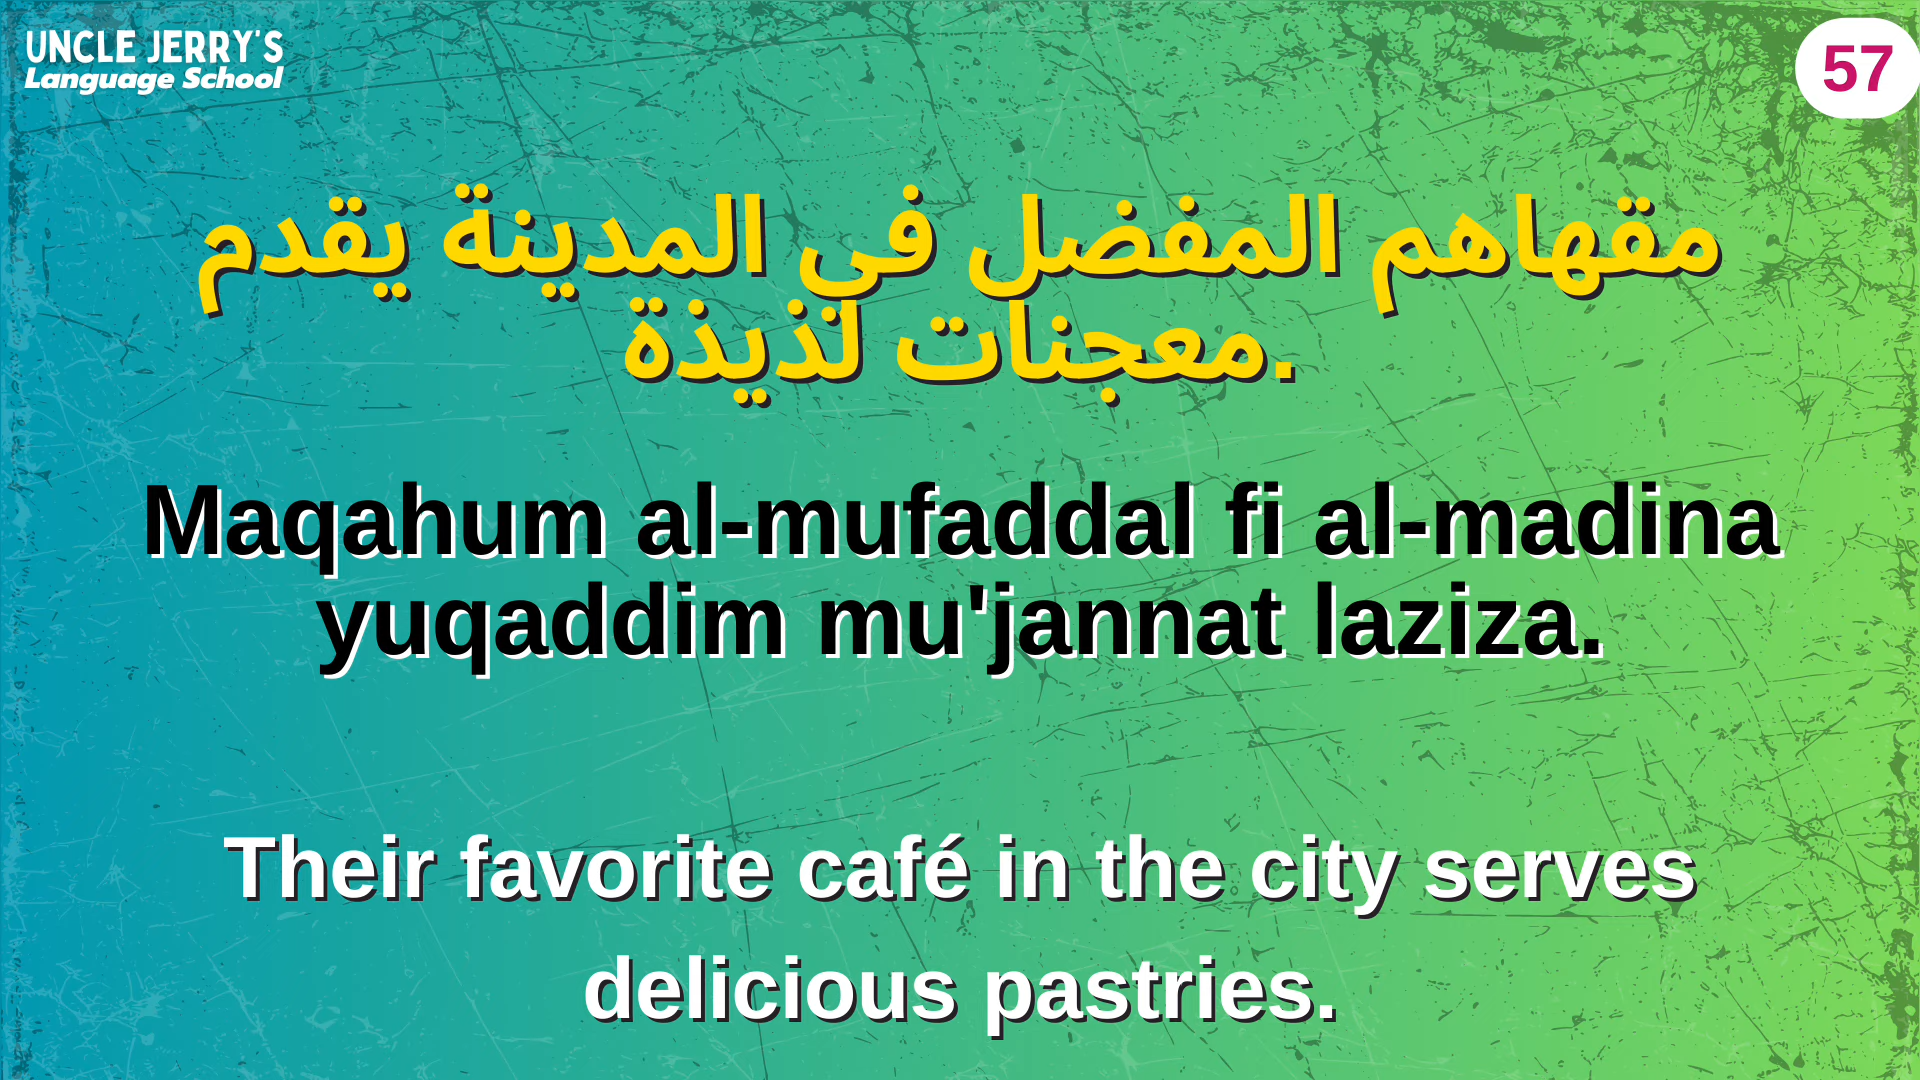 UNCLE JERRY'S
Language School
57
مقهاهم المفضل في المدينة يقدم
معجنات لذيذة.
Maqahum al-mufaddal fi al-madina
yuqaddim mu'jannat laziza.
Their favorite café in the city serves
delicious pastries.